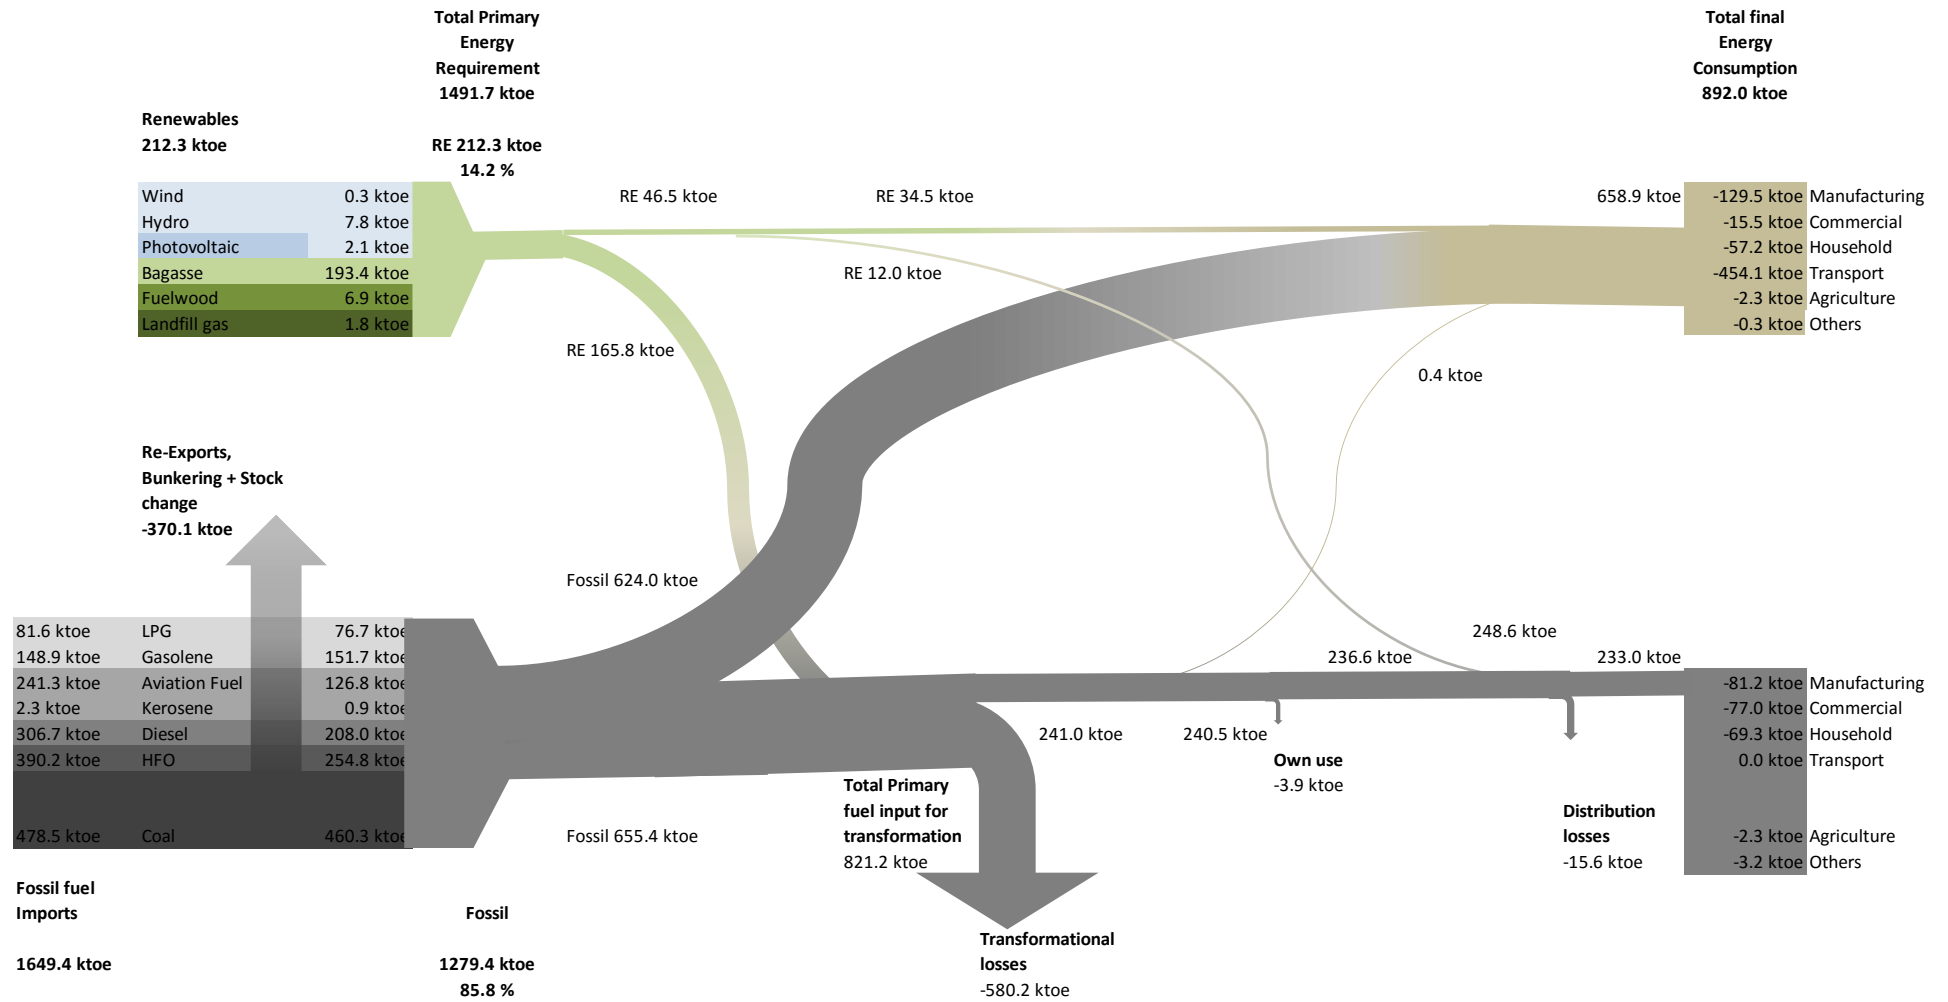 Total Primary
Energy
Requirement
1491.7 ktoe
Total final
Energy
Consumption
892.0 ktoe
Renewables
212.3 ktoe
RE 212.3 ktoe
14.2 %
Wind 0.3 ktoe
Hydro 7.8 ktoe
Photovoltaic 2.1 ktoe
Bagasse 193.4 ktoe
Fuelwood 6.9 ktoe
Landfill gas 1.8 ktoe
RE 46.5 ktoe
RE 34.5 ktoe
RE 12.0 ktoe
RE 165.8 ktoe
658.9 ktoe
-129.5 ktoe Manufacturing
-15.5 ktoe Commercial
-57.2 ktoe Household
-454.1 ktoe Transport
-2.3 ktoe Agriculture
-0.3 ktoe Others
0.4 ktoe
Re-Exports,
Bunkering + Stock
change
-370.1 ktoe
Fossil 624.0 ktoe
81.6 ktoe LPG 76.7 ktoe
148.9 ktoe Gasolene 151.7 ktoe
241.3 ktoe Aviation Fuel 126.8 ktoe
2.3 ktoe Kerosene 0.9 ktoe
306.7 ktoe Diesel 208.0 ktoe
390.2 ktoe HFO 254.8 ktoe
478.5 ktoe Coal 460.3 ktoe
Fossil 655.4 ktoe
Total Primary
fuel input for
transformation
821.2 ktoe
241.0 ktoe
240.5 ktoe
Own use
-3.9 ktoe
236.6 ktoe
248.6 ktoe
233.0 ktoe
Distribution
losses
-15.6 ktoe
-81.2 ktoe Manufacturing
-77.0 ktoe Commercial
-69.3 ktoe Household
0.0 ktoe Transport
-2.3 ktoe Agriculture
-3.2 ktoe Others
Fossil fuel
Imports
1649.4 ktoe
Fossil
1279.4 ktoe
85.8 %
Transformational
losses
-580.2 ktoe